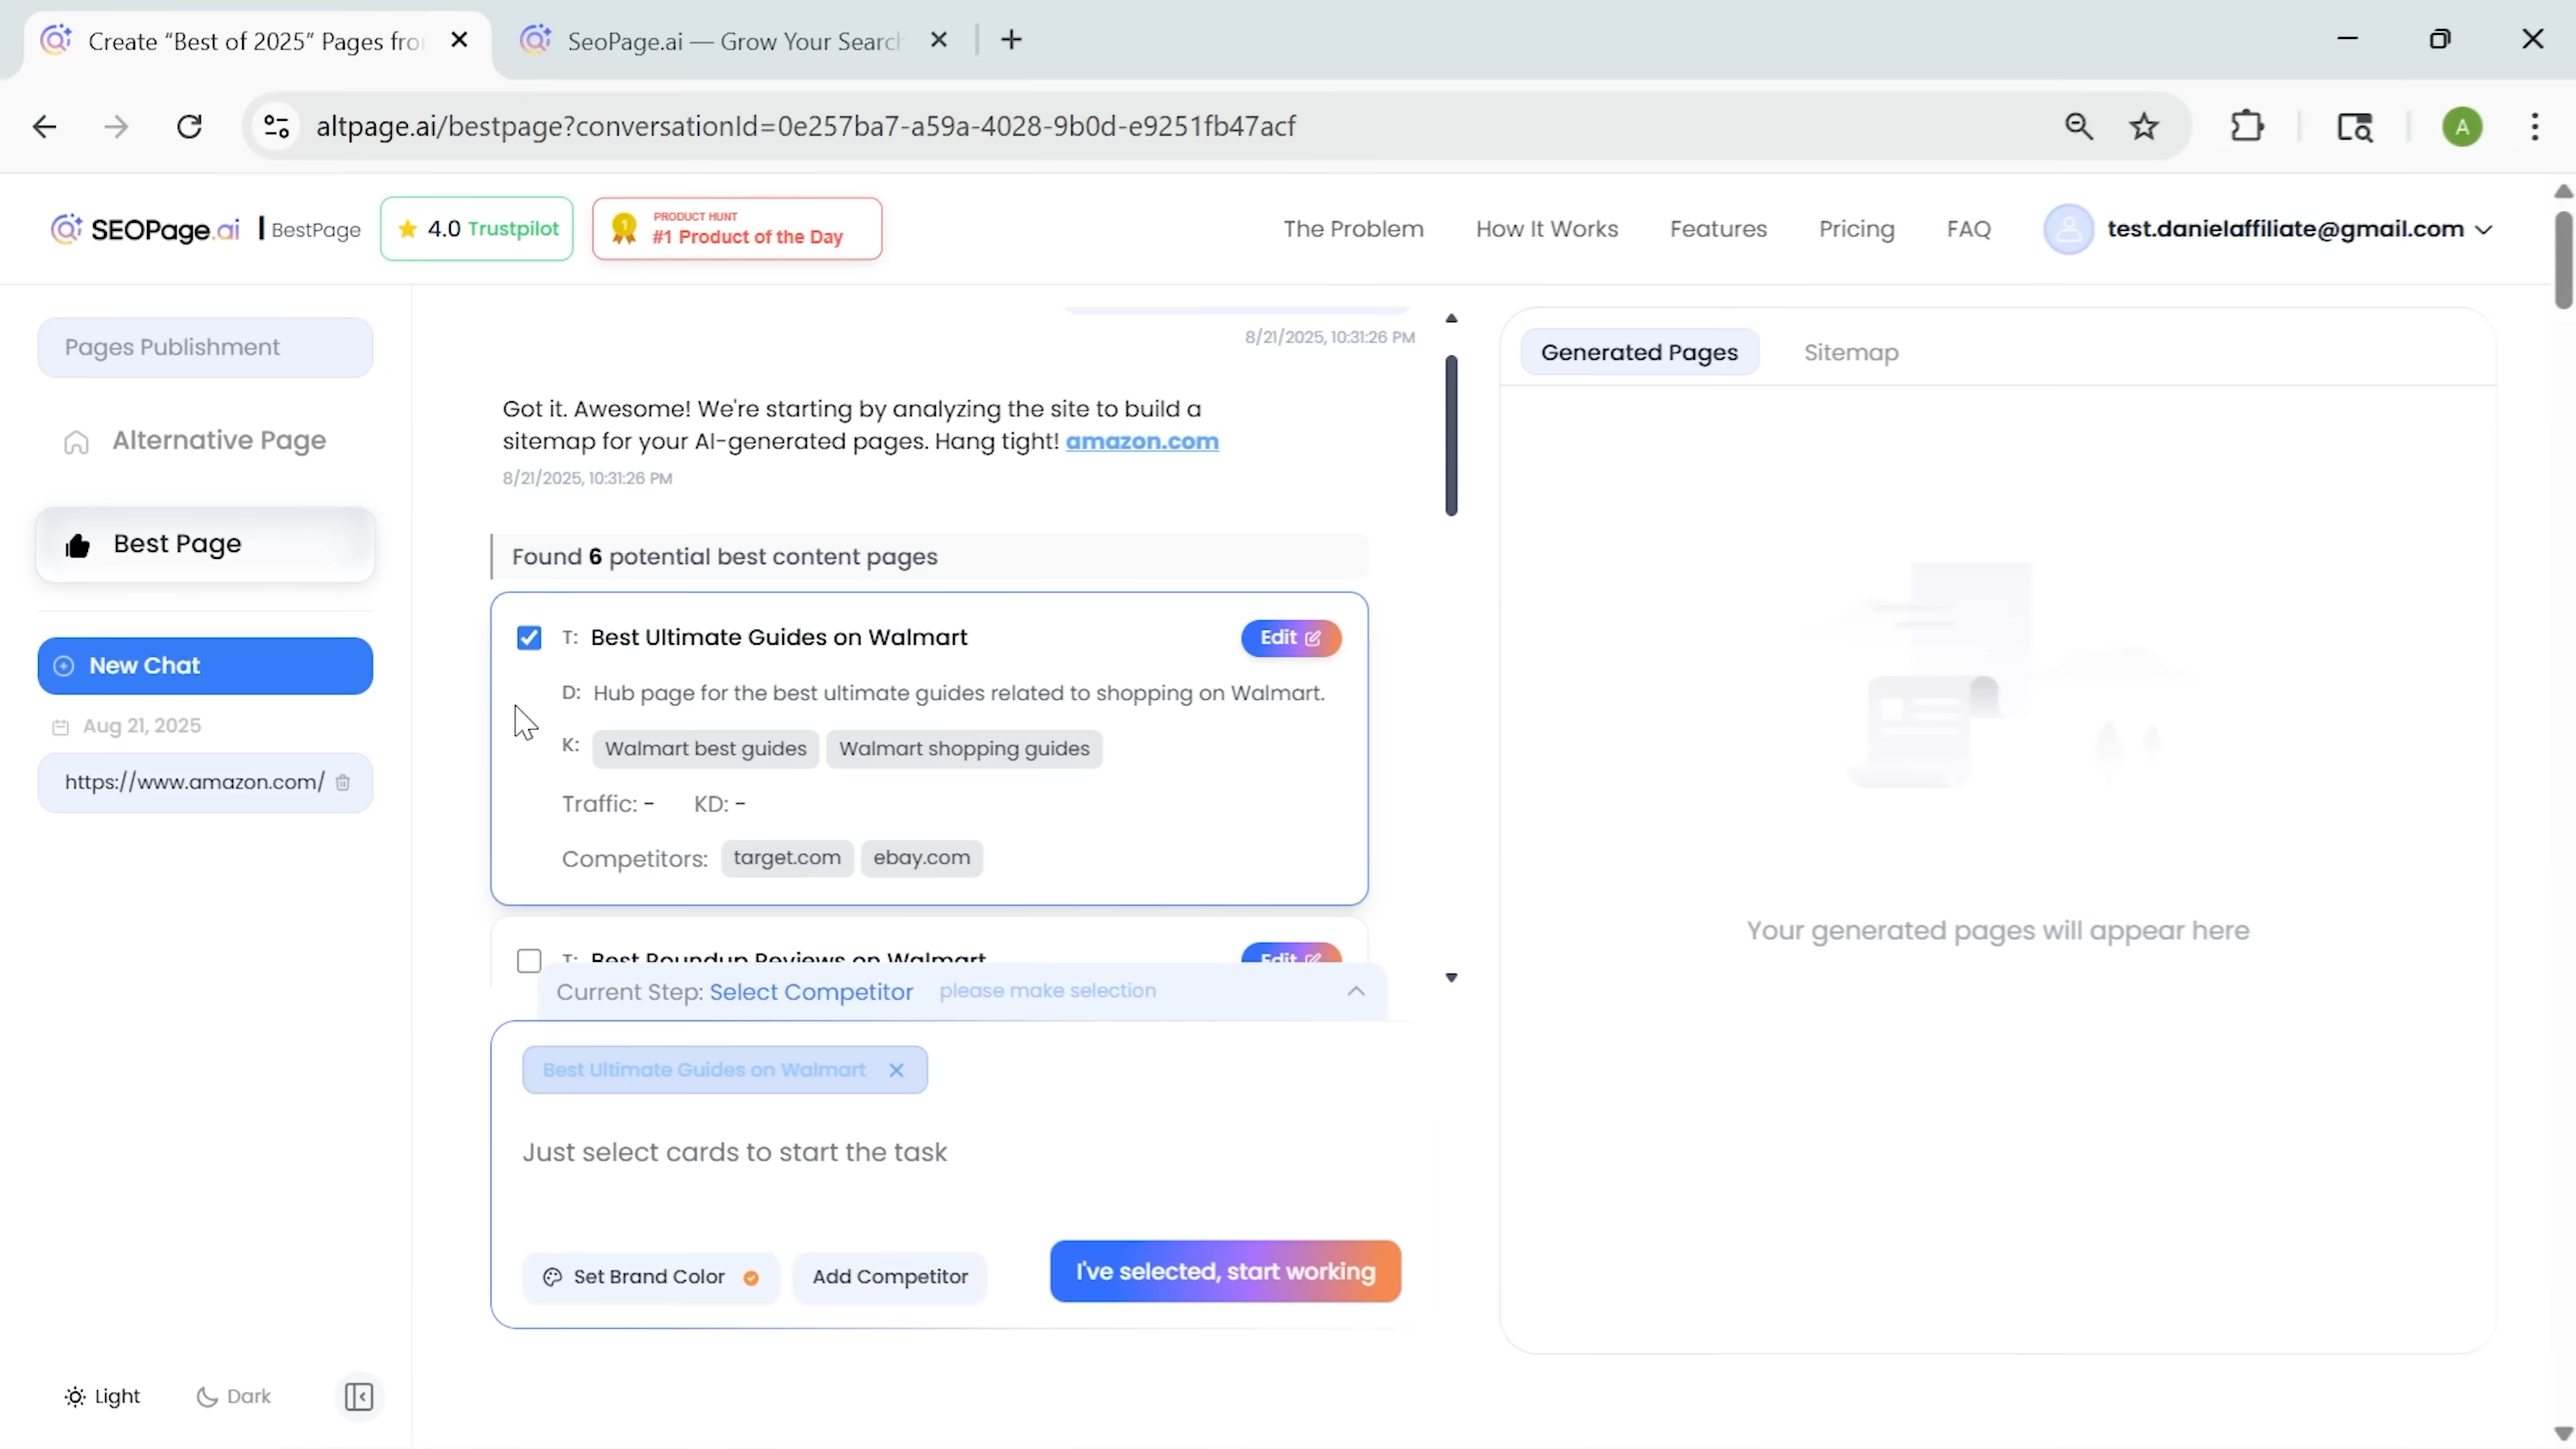 Create “Best of 2025” Pages fro
SeoPage.ai — Grow Your Search
altpage.ai/bestpage?conversationId=0e257ba7-a59a-4028-9b0d-e9251fb47acf
A
SEOPage.ai | BestPage
4.0 Trustpilot
1
PRODUCT HUNT
#1 Product of the Day
The Problem
How It Works
Features
Pricing
FAQ
test.danielaffiliate@gmail.com
Pages Publishment
Alternative Page
Best Page
New Chat
Aug 21, 2025
https://www.amazon.com/
Light
Dark
8/21/2025, 10:31:26 PM
Got it. Awesome! We're starting by analyzing the site to build a
sitemap for your AI-generated pages. Hang tight! amazon.com
8/21/2025, 10:31:26 PM
Found 6 potential best content pages
T: Best Ultimate Guides on Walmart
Edit
D: Hub page for the best ultimate guides related to shopping on Walmart.
K: Walmart best guides Walmart shopping guides
Traffic: - KD: -
Competitors: target.com ebay.com
T: Best Roundup Reviews on Walmart
Edit
Current Step: Select Competitor please make selection
Best Ultimate Guides on Walmart
Just select cards to start the task
Set Brand Color
Add Competitor
I've selected, start working
Generated Pages
Sitemap
Your generated pages will appear here